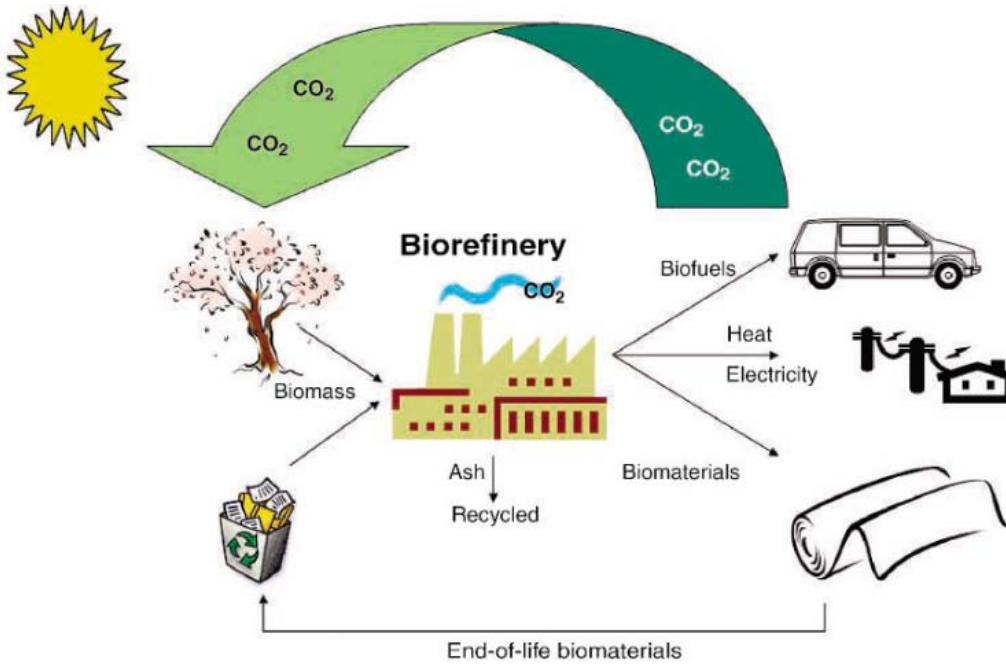 CO₂
CO₂
CO₂
CO₂
Biorefinery
CO₂
Biofuels
Heat
Electricity
Biomass
Biomaterials
Ash
Recycled
End-of-life biomaterials